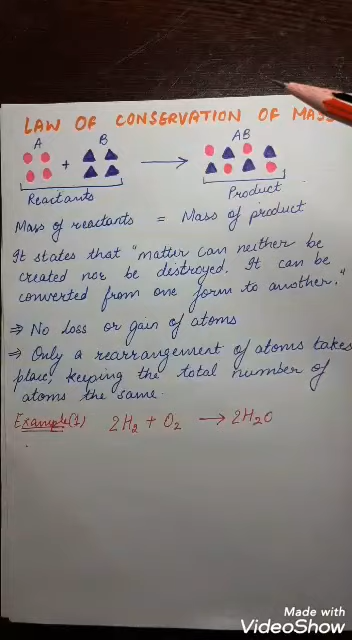 LAW OF CONSERVATION OF MASS
A B AB
+ →
Reactants Product
Mass of reactants = Mass of product
It states that "matter can neither be
created nor be destroyed. It can be
converted from one form to another."
⇒ No loss or gain of atoms
⇒ Only a rearrangement of atoms takes
place, keeping the total number of
atoms the same.
Example(1) 2H₂ + O₂ → 2H₂O
Made with
VideoShow